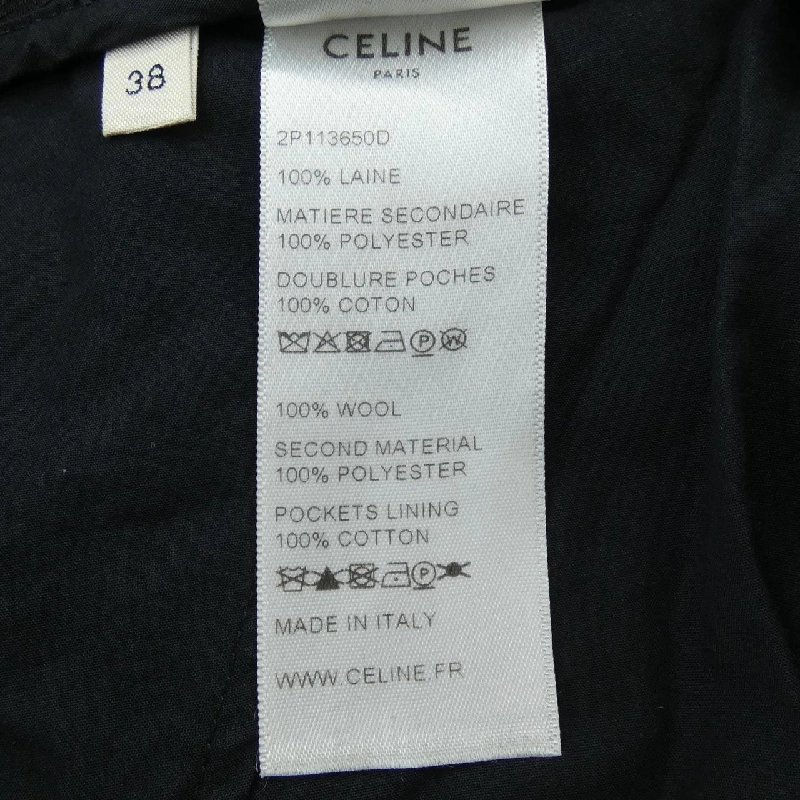 38
CELINE
PARIS
2P113650D
100% LAINE
MATIERE SECONDAIRE
100% POLYESTER
DOUBLURE POCHES
100% COTON
P W
100% WOOL
SECOND MATERIAL
100% POLYESTER
POCKETS LINING
100% COTTON
P
MADE IN ITALY
WWW.CELINE.FR